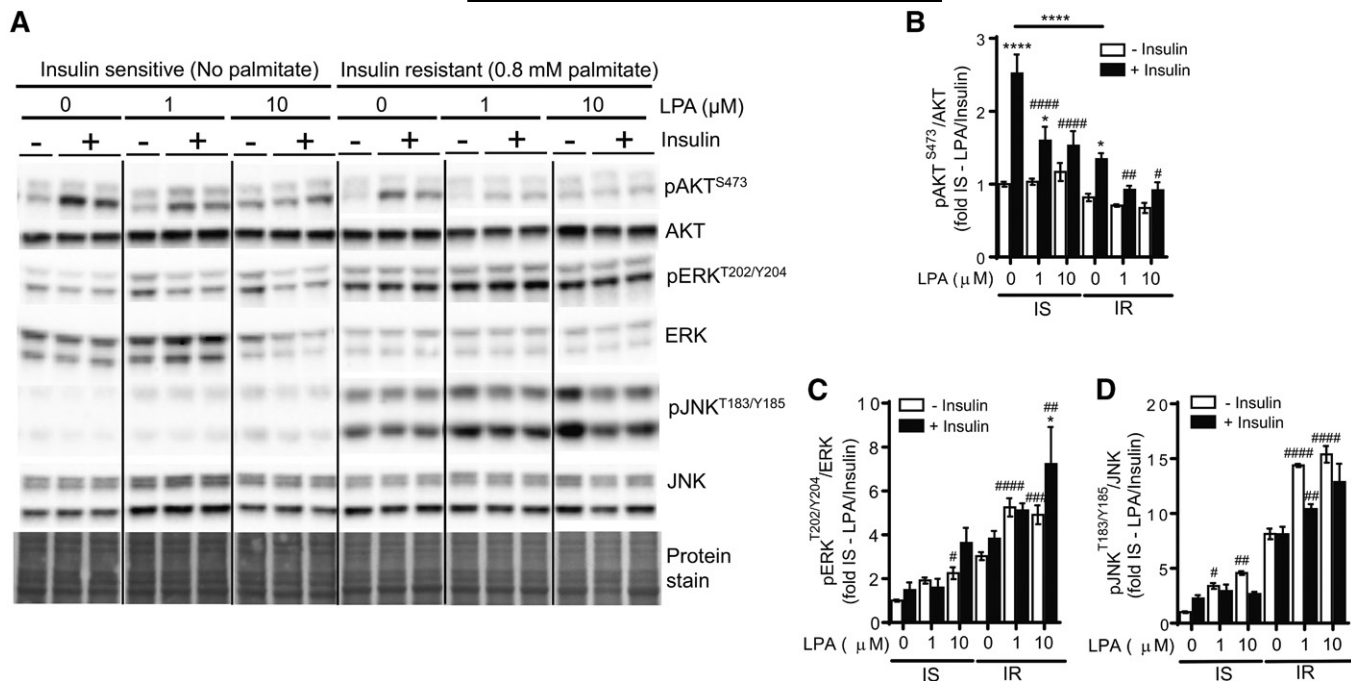 A
Insulin sensitive (No palmitate) Insulin resistant (0.8 mM palmitate)
0 1 10 0 1 10 LPA (µM)
- + - + - + - + - + - + Insulin
pAKT^S473
AKT
pERK^T202/Y204
ERK
pJNK^T183/Y185
JNK
Protein
stain
B
****
- Insulin
+ Insulin
**** #### * #### * ## #
pAKT^S473/AKT
(fold IS - LPA/Insulin)
3
2
1
0
LPA (µM) 0 1 10 0 1 10
IS IR
C
- Insulin
+ Insulin
# #### ### ## *
pERK^T202/Y204/ERK
(fold IS - LPA/Insulin)
10
8
6
4
2
0
LPA ( µM) 0 1 10 0 1 10
IS IR
D
- Insulin
+ Insulin
# ## #### ## ####
pJNK^T183/Y185/JNK
(fold IS - LPA/Insulin)
20
15
10
5
0
LPA ( µM) 0 1 10 0 1 10
IS IR